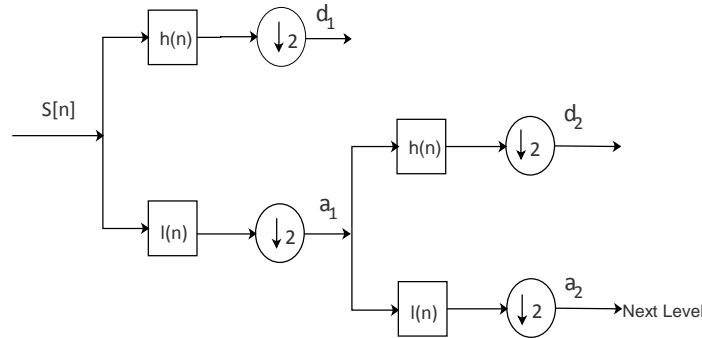 d1
h(n)
↓2
S[n]
d2
h(n)
↓2
l(n)
↓2
a1
l(n)
↓2
a2
Next Level